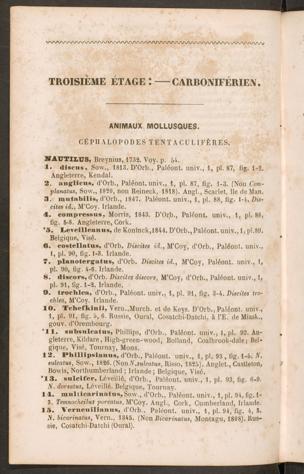 TROISIÈME ÉTAGE : — CARBONIFÉRIEN.
ANIMAUX MOLLUSQUES.
CÉPHALOPODES TENTACULIFÈRES.
NAUTILUS, Breynius, 1732. Voy. p. 54.
1. discus, Sow., 1813. D'Orb., Paléont. univ., 1, pl. 87, fig. 1-2.
Angleterre, Kendal.
2. anglicus, d'Orb., Paléont. univ., 1, pl. 87, fig. 1-3. (Non Com-
planatus, Sow., 1820, non Reineck, 1818). Angl., Scarlet, Ile de Man.
3. mutabilis, d'Orb., 1847. Paléont. univ., 1, pl. 88, fig. 1-4. Dis-
cites id., M'Coy. Irlande.
4. compressus, Morris, 1843. D'Orb., Paléont. univ., 1, pl. 88,
fig. 5-8. Angleterre, Cork.
*5. Leveilleanus, de Koninck, 1844. D'Orb., Paléont. univ., 1, pl. 89.
Belgique, Visé.
6. costellatus, d'Orb. Discites id., M'Coy, d'Orb., Paléont. univ.,
1, pl. 90, fig. 1-3. Irlande.
7. planotergatus, d'Orb. Discites id., M'Coy, Paléont. univ., 1,
pl. 90, fig. 4-6. Irlande.
8. discors, d'Orb. Discites discors, M'Coy, d'Orb., Paléont. univ., 1,
pl. 91, fig. 1-2. Irlande.
9. trochlea, d'Orb., Paléont. univ., 1, pl. 91, fig. 3-4. Discites tro-
chlea, M'Coy. Irlande.
10. Tcheffkinii, Vern., Murch. et de Keys. D'Orb., Paléont. univ.,
1, pl. 91, fig. 5, 6. Russie, Oural, Cosatchi-Datchi, à l'E. de Miask,
gouv. d'Orembourg.
*11. subsulcatus, Phillips, d'Orb., Paléont. univ., 1, pl. 92. An-
gleterre, Kildare, High-green-wood, Bolland, Coalbrook-dale; Bel-
gique, Visé, Tournay, Mons.
12. Phillipsianus, d'Orb., Paléont. univ., 1, pl. 93, fig. 1-4. N.
sulcatus, Sow., 1826. (Non N. sulcatus, Risso, 1825). Anglet., Castleton,
Bowis, Northumberland; Irlande; Belgique, Visé.
*13. sulcifer, Léveillé, d'Orb., Paléont. univ., 1, pl. 93, fig. 5-6.
N. dorsatus, Léveillé. Belgique, Tournay.
14. multicarinatus, Sow., d'Orb., Paléont. univ., 1, pl. 94, fig. 1-
3. Temnocheilus porcatus, M'Coy. Angl., Cork, Cumberland, Irlande.
15. Verneuilianus, d'Orb., Paléont. univ., 1, pl. 94, fig. 4, 5.
N. bicarinatus, Vern., 1845. (Non Bicarinatus, Montagu, 1808). Rus-
sie, Cosatchi-Datchi (Oural).